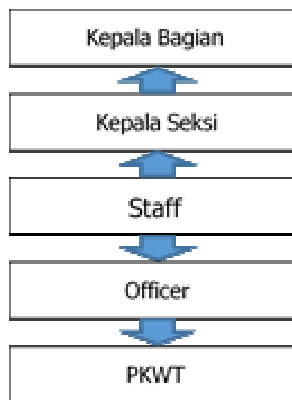 Kepala Bagian
Kepala Seksi
Staff
Officer
PKWT